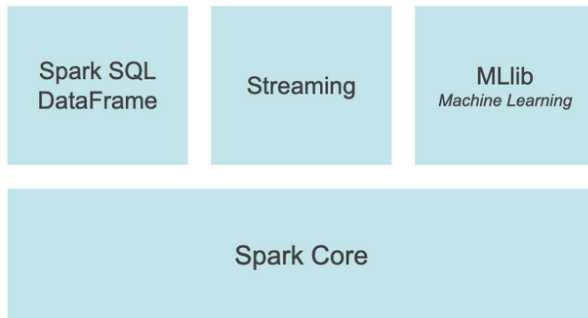 Spark SQL
DataFrame
Streaming
MLlib
Machine Learning
Spark Core